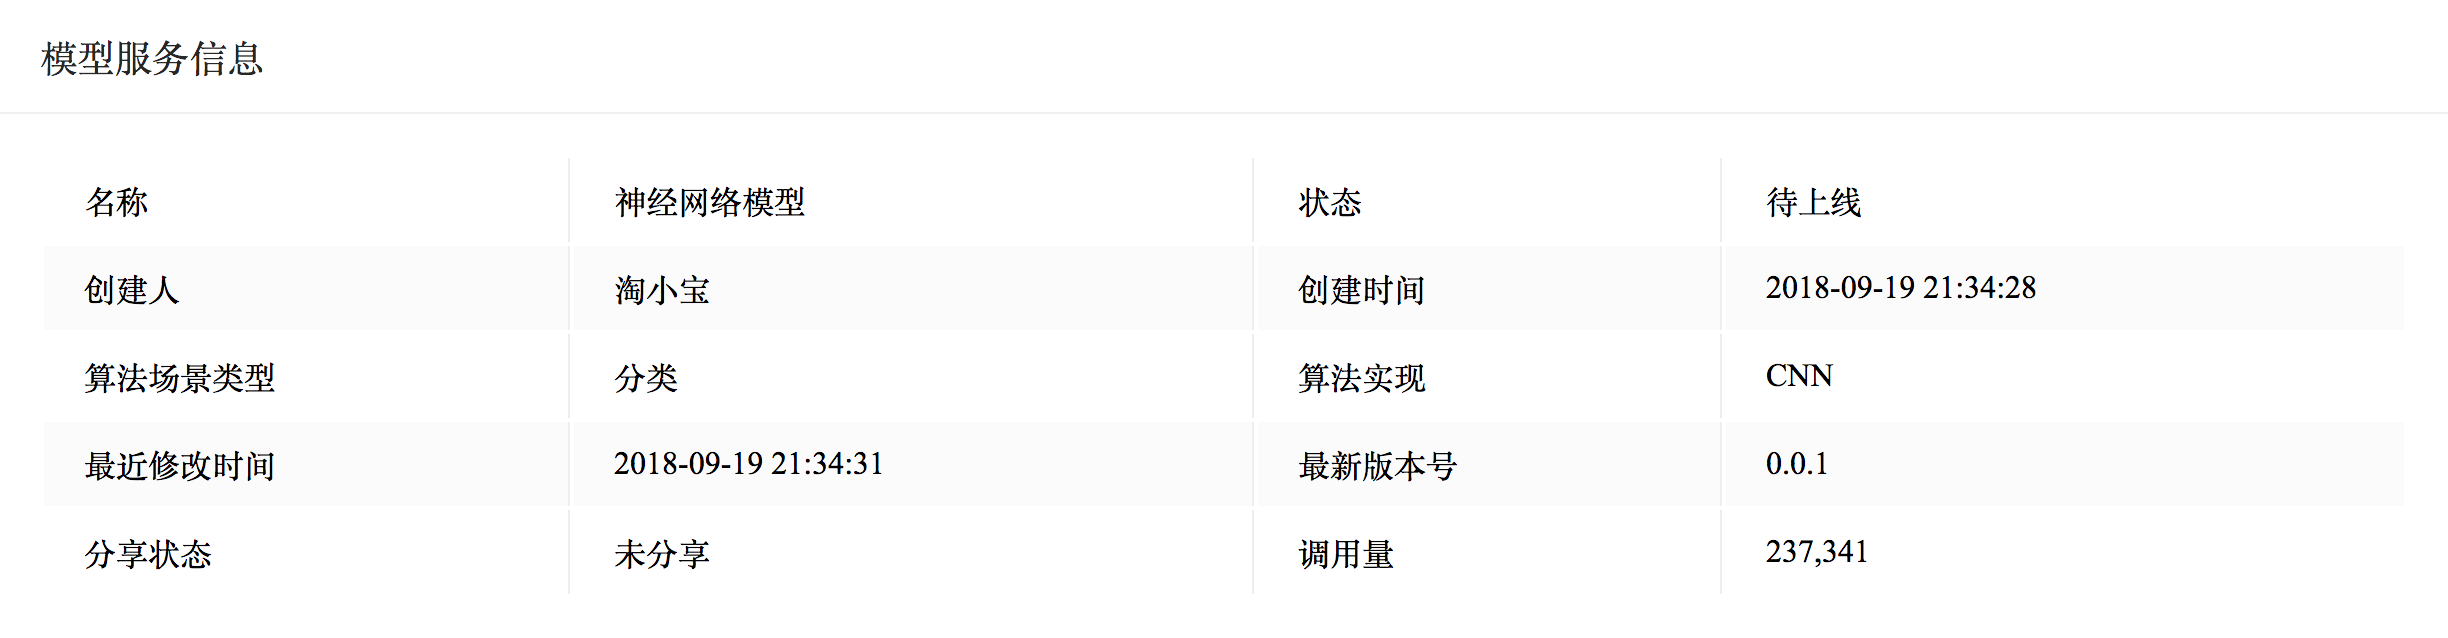 模型服务信息
名称 神经网络模型 状态 待上线
创建人 淘小宝 创建时间 2018-09-19 21:34:28
算法场景类型 分类 算法实现 CNN
最近修改时间 2018-09-19 21:34:31 最新版本号 0.0.1
分享状态 未分享 调用量 237,341